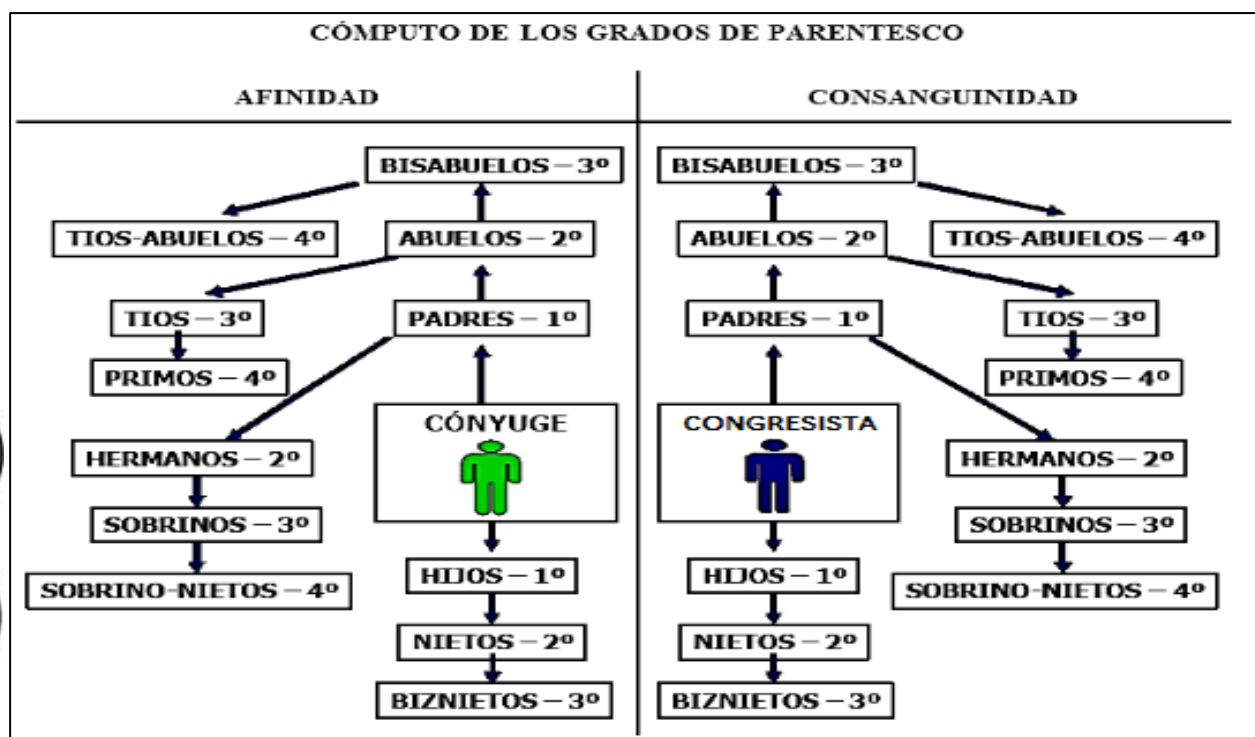 CÓMPUTO DE LOS GRADOS DE PARENTESCO
AFINIDAD
BISABUELOS – 3º
TIOS-ABUELOS – 4º
ABUELOS – 2º
TIOS – 3º
PADRES – 1º
PRIMOS – 4º
CÓNYUGE
HERMANOS – 2º
SOBRINOS – 3º
HIJOS – 1º
SOBRINO-NIETOS – 4º
NIETOS – 2º
BIZNIETOS – 3º
CONSANGUINIDAD
BISABUELOS – 3º
ABUELOS – 2º
TIOS-ABUELOS – 4º
PADRES – 1º
TIOS – 3º
PRIMOS – 4º
CONGRESISTA
HERMANOS – 2º
SOBRINOS – 3º
HIJOS – 1º
SOBRINO-NIETOS – 4º
NIETOS – 2º
BIZNIETOS – 3º